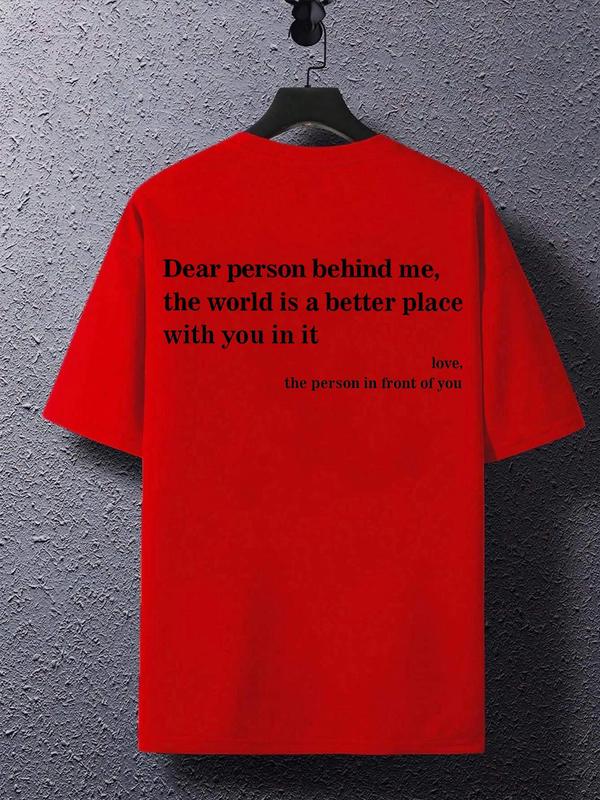 Dear person behind me,
the world is a better place
with you in it
love,
the person in front of you